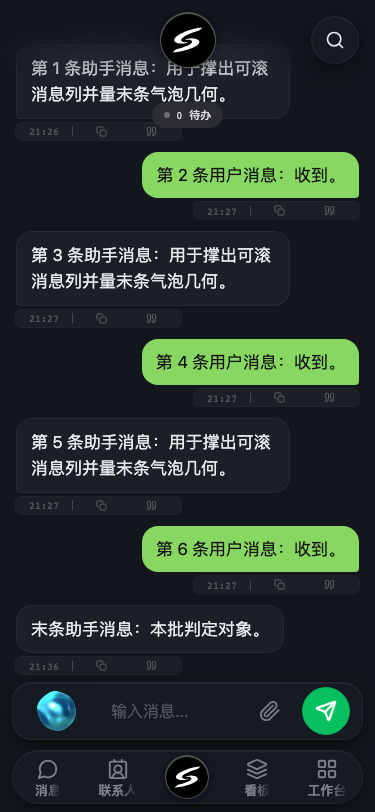 第 1 条助手消息：用于撑出可滚
消息列并量末条气泡几何。
0 待办
21:26
第 2 条用户消息：收到。
21:27
第 3 条助手消息：用于撑出可滚
消息列并量末条气泡几何。
21:27
第 4 条用户消息：收到。
21:27
第 5 条助手消息：用于撑出可滚
消息列并量末条气泡几何。
21:27
第 6 条用户消息：收到。
21:27
末条助手消息：本批判定对象。
21:36
输入消息...
消息
联系人
看板
工作台